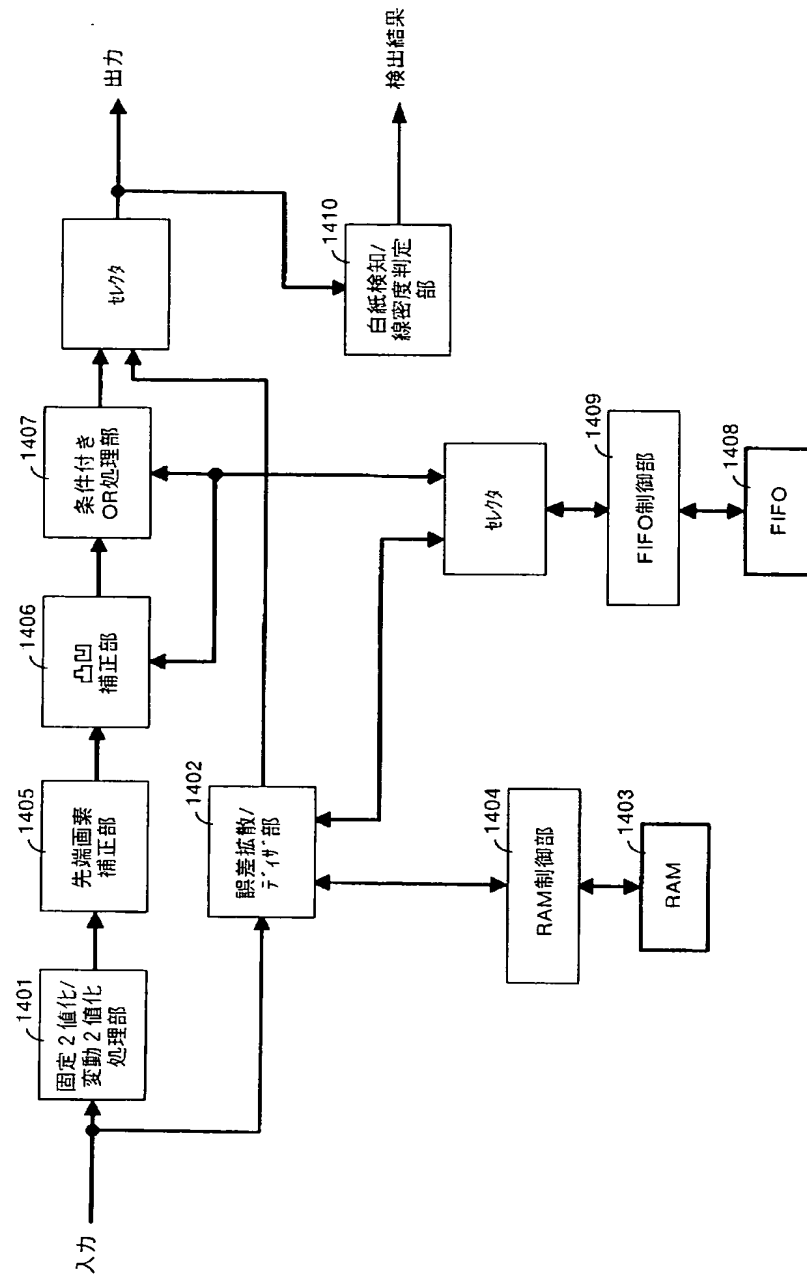 入力
1401
固定2値化/
変動2値化
処理部
1405
先端画素
補正部
1406
凸凹
補正部
1407
条件付き
OR処理部
セレクタ
出力
1402
誤差拡散/
ディザ部
1410
白紙検知/
線密度判定
部
検出結果
1404
RAM制御部
1403
RAM
セレクタ
1409
FIFO制御部
1408
FIFO